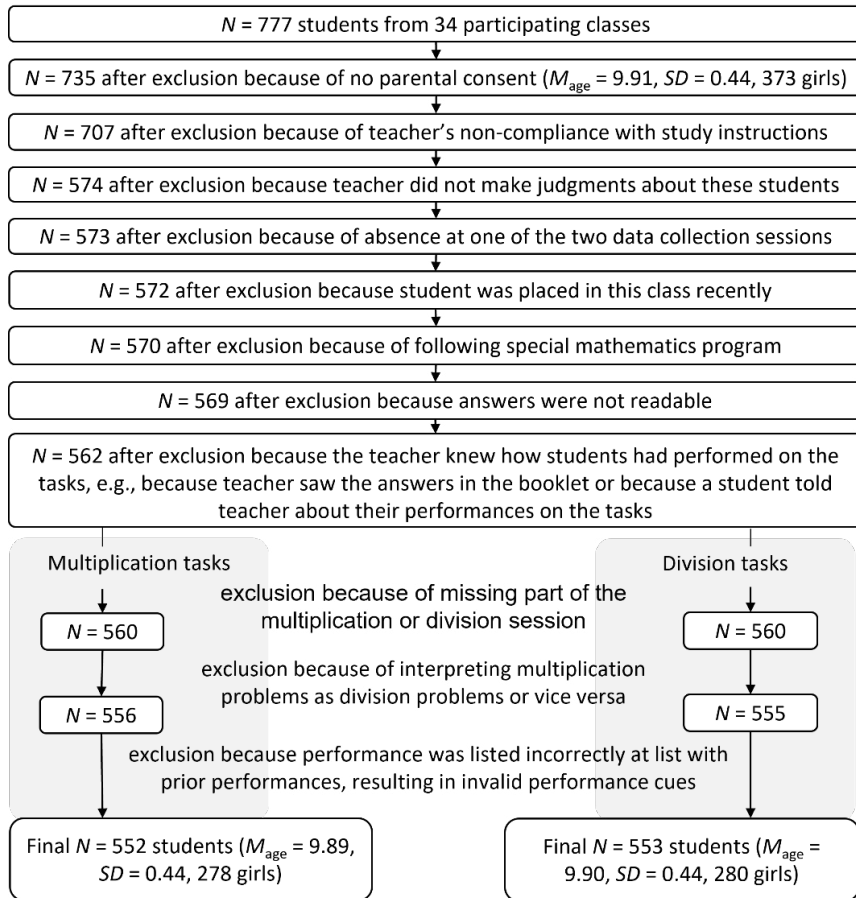 N = 777 students from 34 participating classes
N = 735 after exclusion because of no parental consent (Mage = 9.91, SD = 0.44, 373 girls)
N = 707 after exclusion because of teacher's non-compliance with study instructions
N = 574 after exclusion because teacher did not make judgments about these students
N = 573 after exclusion because of absence at one of the two data collection sessions
N = 572 after exclusion because student was placed in this class recently
N = 570 after exclusion because of following special mathematics program
N = 569 after exclusion because answers were not readable
N = 562 after exclusion because the teacher knew how students had performed on the
tasks, e.g., because teacher saw the answers in the booklet or because a student told
teacher about their performances on the tasks
Multiplication tasks
Division tasks
exclusion because of missing part of the
multiplication or division session
N = 560
N = 560
exclusion because of interpreting multiplication
problems as division problems or vice versa
N = 556
N = 555
exclusion because performance was listed incorrectly at list with
prior performances, resulting in invalid performance cues
Final N = 552 students (Mage = 9.89,
SD = 0.44, 278 girls)
Final N = 553 students (Mage =
9.90, SD = 0.44, 280 girls)